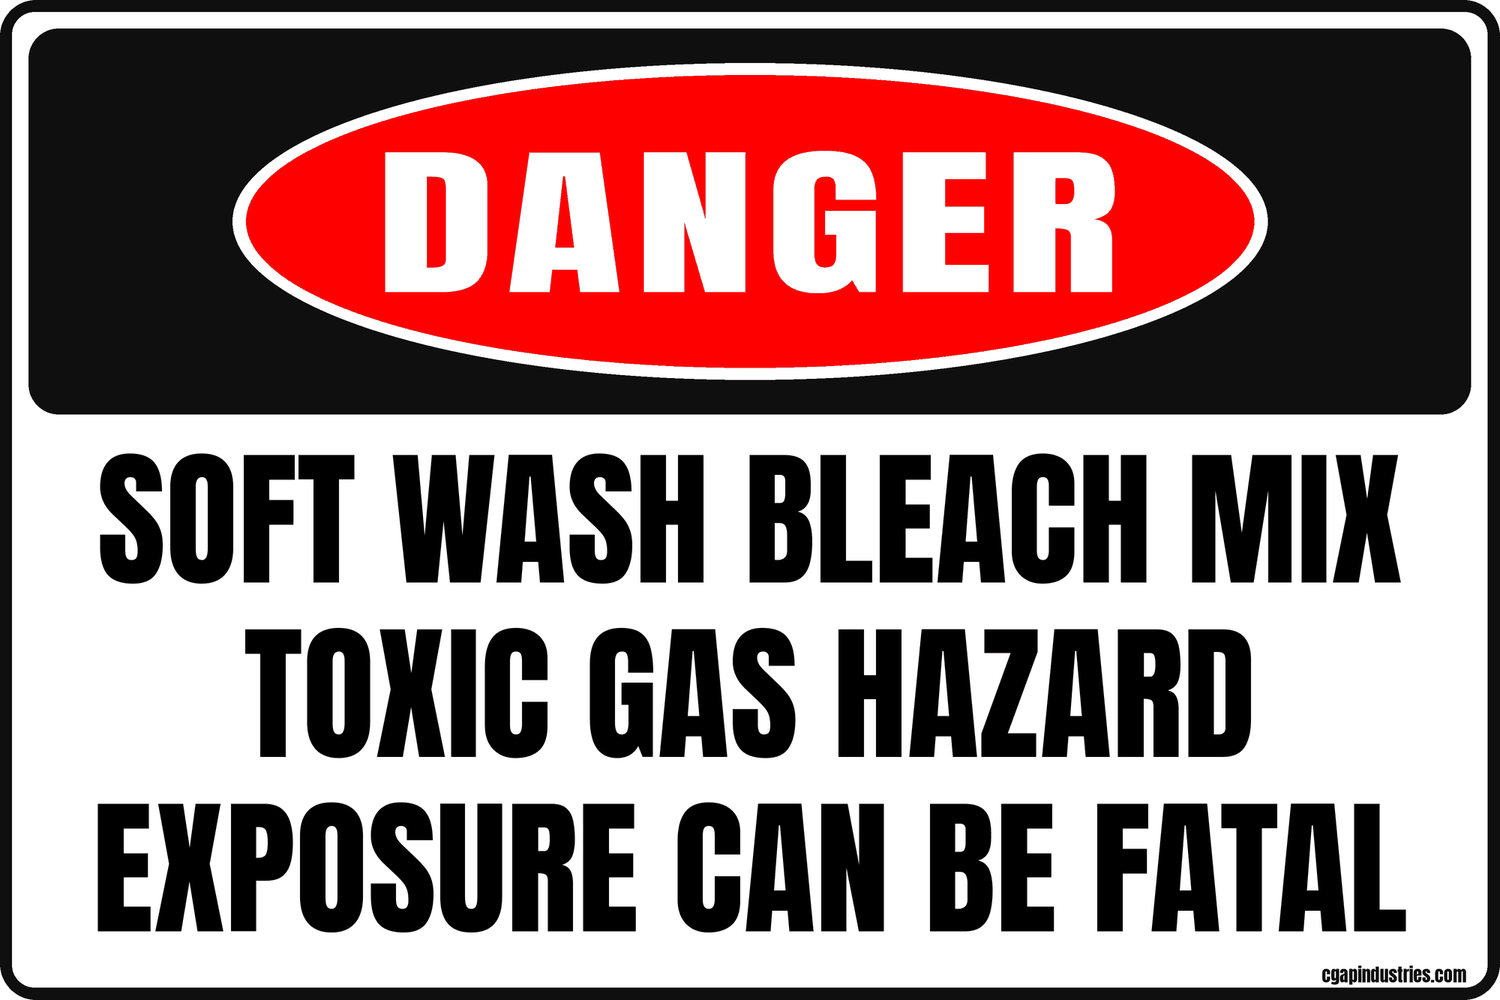 DANGER
SOFT WASH BLEACH MIX
TOXIC GAS HAZARD
EXPOSURE CAN BE FATAL
cgapindustries.com